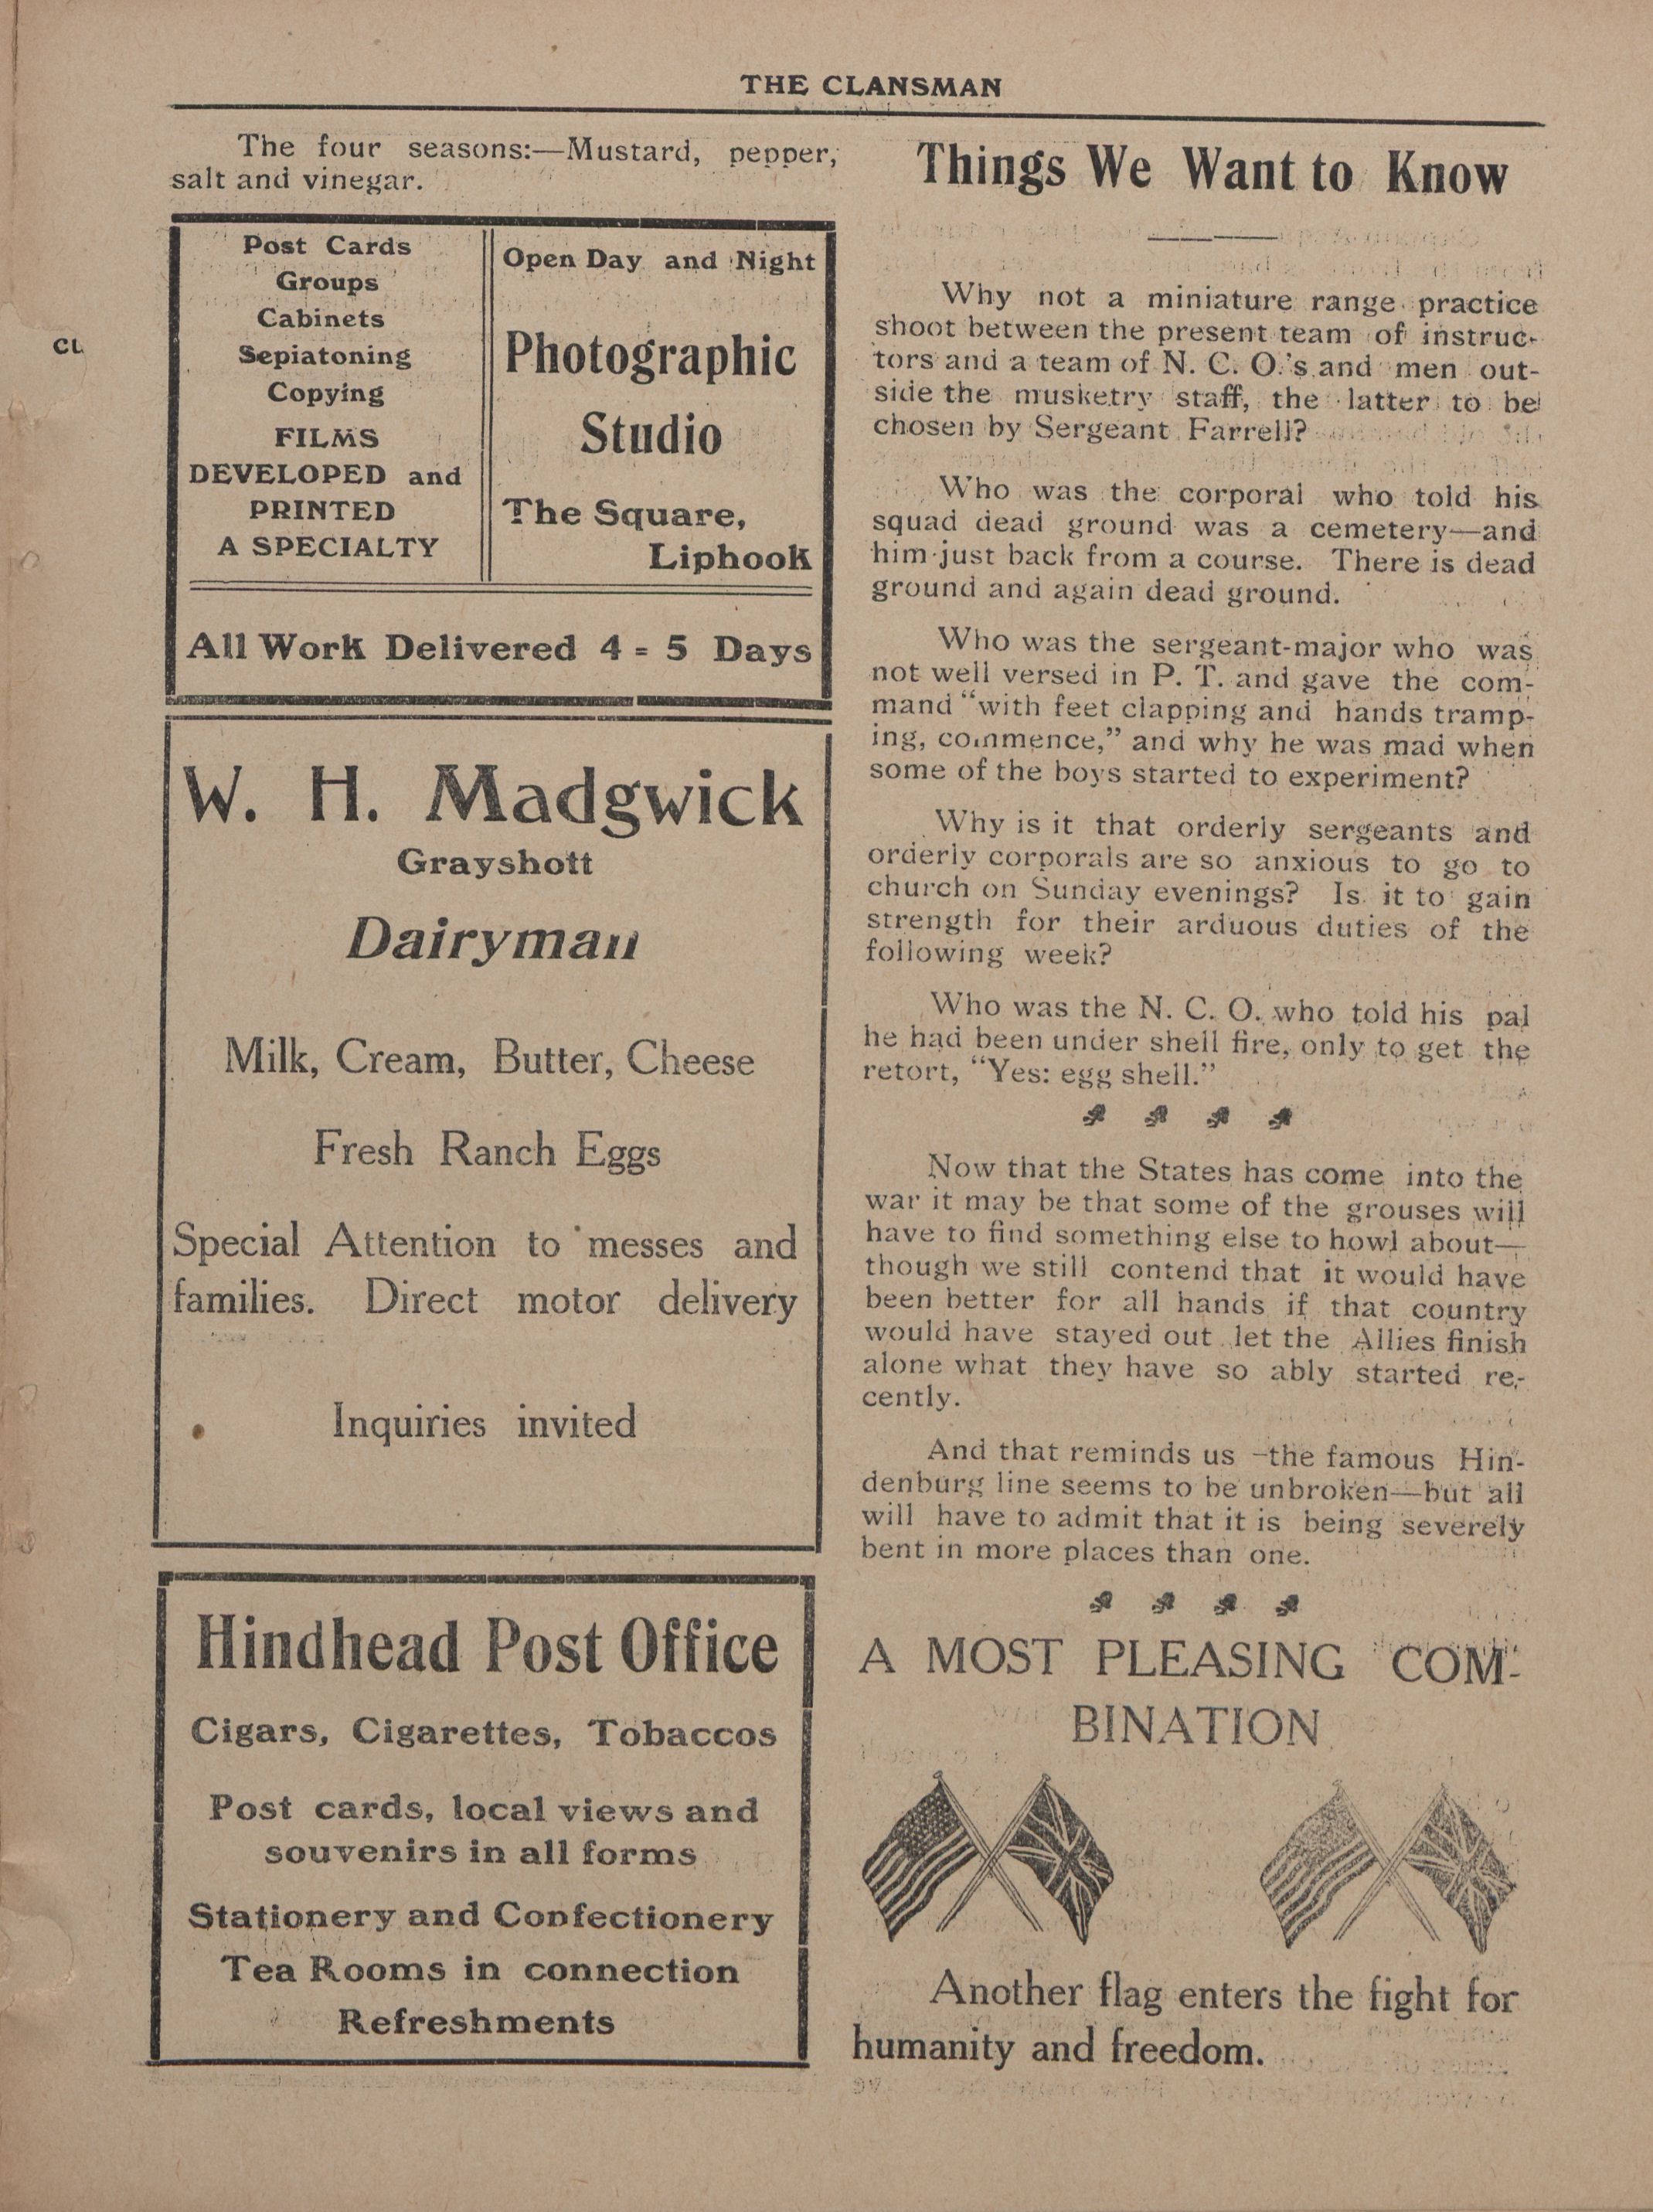 THE CLANSMAN
The four seasons:—Mustard, pepper,
salt and vinegar.
Post Cards
Groups
Cabinets
Sepiatoning
Copying
FILMS
DEVELOPED and
PRINTED
A SPECIALTY
Open Day and Night
Photographic
Studio
The Square,
Liphook
All Work Delivered 4 = 5 Days
W. H. Madgwick
Grayshott
Dairyman
Milk, Cream, Butter, Cheese
Fresh Ranch Eggs
Special Attention to messes and
families. Direct motor delivery
Inquiries invited
Hindhead Post Office
Cigars, Cigarettes, Tobaccos
Post cards, local views and
souvenirs in all forms
Stationery and Confectionery
Tea Rooms in connection
Refreshments
Things We Want to Know
Why not a miniature range practice
shoot between the present team of instruc-
tors and a team of N. C. O.'s and men out-
side the musketry staff, the latter to be
chosen by Sergeant Farrell?
Who was the corporal who told his
squad dead ground was a cemetery—and
him just back from a course. There is dead
ground and again dead ground.
Who was the sergeant-major who was
not well versed in P. T. and gave the com-
mand "with feet clapping and hands tramp-
ing, commence," and why he was mad when
some of the boys started to experiment?
Why is it that orderly sergeants and
orderly corporals are so anxious to go to
church on Sunday evenings? Is it to gain
strength for their arduous duties of the
following week?
Who was the N. C. O. who told his pal
he had been under shell fire, only to get the
retort, "Yes: egg shell."
Now that the States has come into the
war it may be that some of the grouses will
have to find something else to howl about—
though we still contend that it would have
been better for all hands if that country
would have stayed out let the Allies finish
alone what they have so ably started re-
cently.
And that reminds us —the famous Hin-
denburg line seems to be unbroken—but all
will have to admit that it is being severely
bent in more places than one.
A MOST PLEASING COM-
BINATION
Another flag enters the fight for
humanity and freedom.